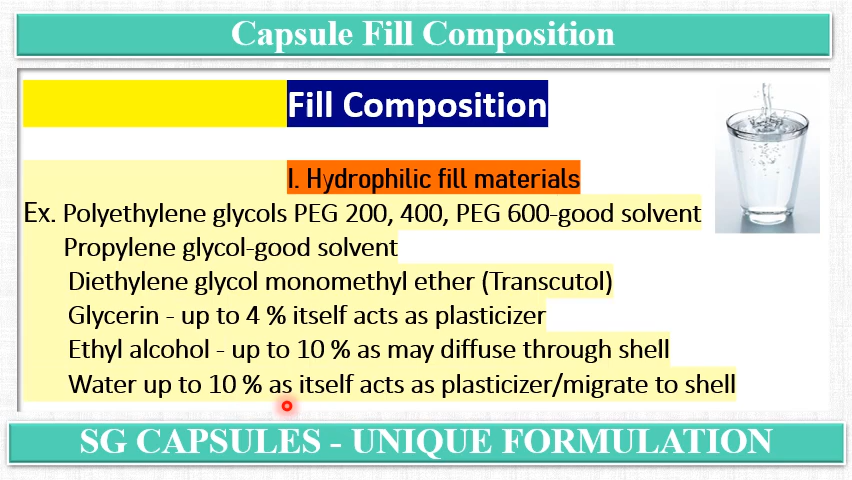 Capsule Fill Composition
Fill Composition
I. Hydrophilic fill materials
Ex. Polyethylene glycols PEG 200, 400, PEG 600-good solvent
Propylene glycol-good solvent
Diethylene glycol monomethyl ether (Transcutol)
Glycerin - up to 4 % itself acts as plasticizer
Ethyl alcohol - up to 10 % as may diffuse through shell
Water up to 10 % as itself acts as plasticizer/migrate to shell
SG CAPSULES - UNIQUE FORMULATION